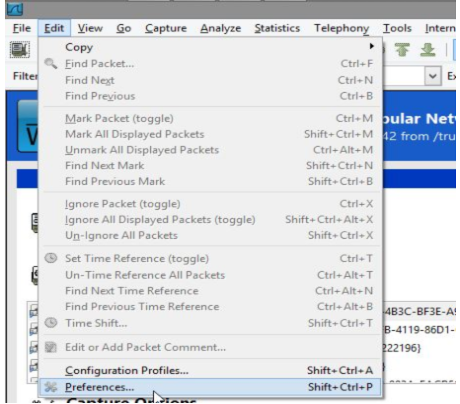 File Edit View Go Capture Analyze Statistics Telephony Tools Intern
Copy
Find Packet... Ctrl+F
Find Next Ctrl+N
Find Previous Ctrl+B
Mark Packet (toggle) Ctrl+M
Mark All Displayed Packets Shift+Ctrl+M
Unmark All Displayed Packets Ctrl+Alt+M
Find Next Mark Shift+Ctrl+N
Find Previous Mark Shift+Ctrl+B
Ignore Packet (toggle) Ctrl+X
Ignore All Displayed Packets (toggle) Shift+Ctrl+Alt+X
Un-Ignore All Packets Shift+Ctrl+X
Set Time Reference (toggle) Ctrl+T
Un-Time Reference All Packets Ctrl+Alt+T
Find Next Time Reference Ctrl+Alt+N
Find Previous Time Reference Ctrl+Alt+B
Time Shift... Shift+Ctrl+T
Edit or Add Packet Comment...
Configuration Profiles... Shift+Ctrl+A
Preferences... Shift+Ctrl+P
Filter
Ex
pular Net
42 from /tru
-4B3C-BF3E-A9
B-4119-86D1-
222196}
Capture Options